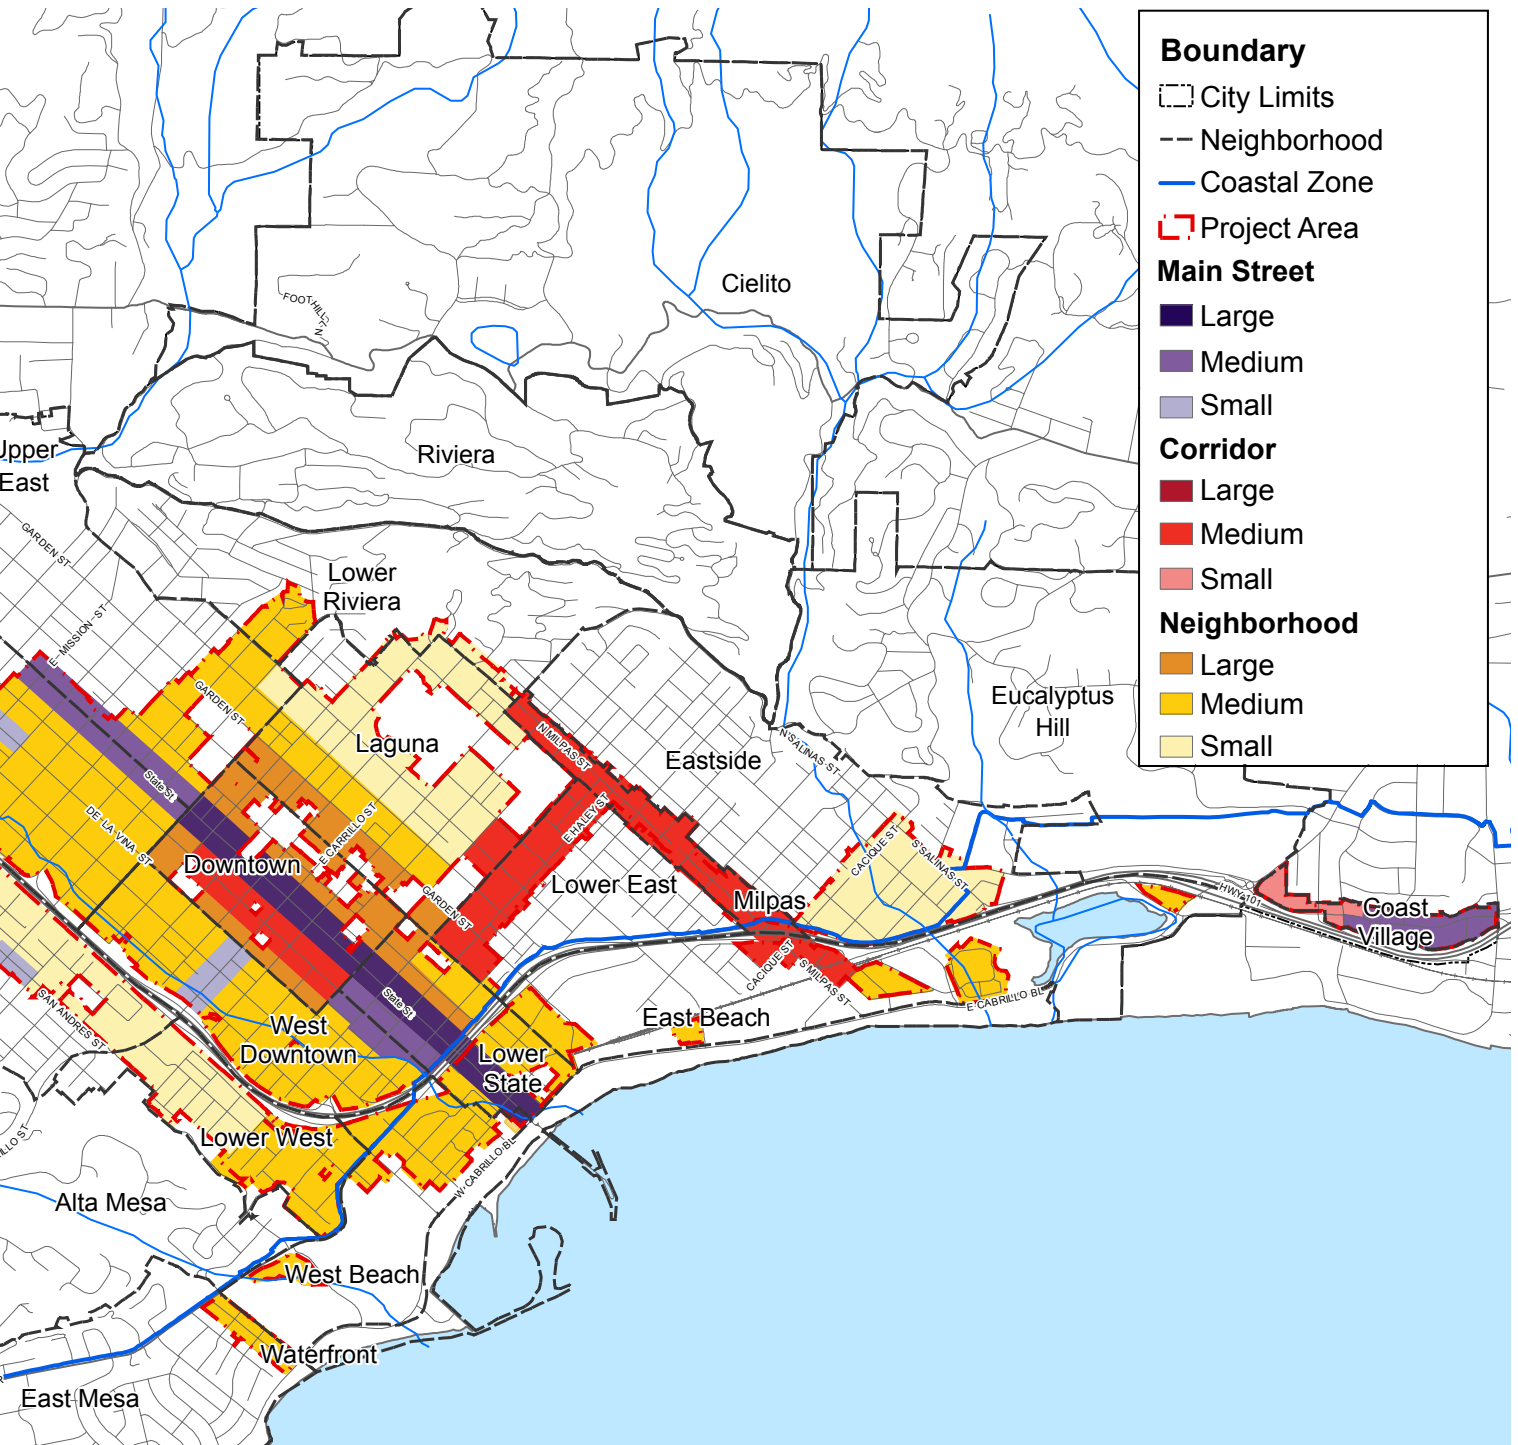 Boundary
City Limits
Neighborhood
Coastal Zone
Project Area
Main Street
Large
Medium
Small
Corridor
Large
Medium
Small
Neighborhood
Large
Medium
Small
Cielito
FOOTHILL
Riviera
Upper
East
GARDEN ST
E MISSION ST
Lower
Riviera
Eucalyptus
Hill
GARDEN ST
Laguna
N MILPAS ST
Eastside
N SALINAS ST
State St
DE LA VINA ST
E CARRILLO ST
E HALEY ST
CACIQUE ST
S SALINAS ST
Downtown
Lower East
GARDEN ST
Milpas
HWY 101
Coast
Village
CACIQUE ST
S MILPAS ST
E CABRILLO BL
State St
SAN ANDRES ST
East Beach
West
Downtown
Lower
State
Lower West
W CABRILLO BL
Alta Mesa
West Beach
Waterfront
East Mesa